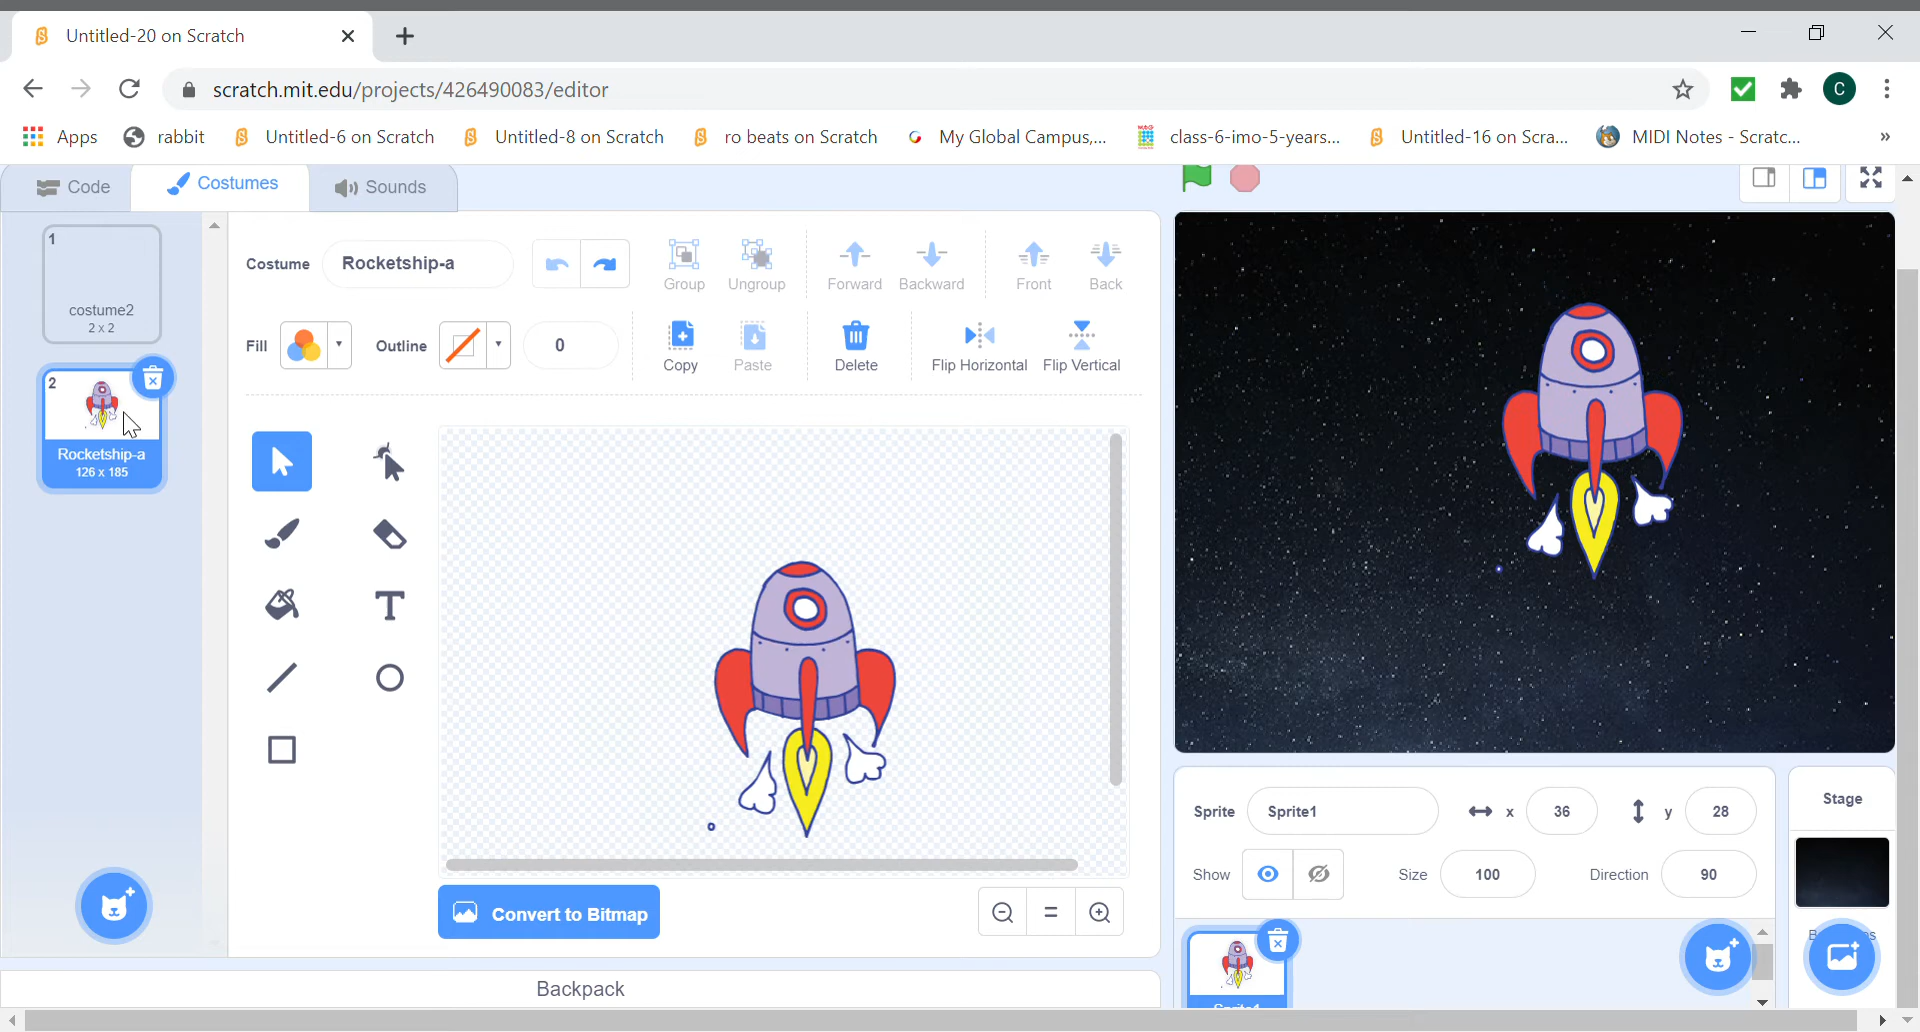 Untitled-20 on Scratch
scratch.mit.edu/projects/426490083/editor
C
Apps rabbit Untitled-6 on Scratch Untitled-8 on Scratch ro beats on Scratch My Global Campus,... class-6-imo-5-years... Untitled-16 on Scra... MIDI Notes - Scratc... »
Code Costumes Sounds
1
costume2
2 x 2
2
Rocketship-a
126 x 185
Costume Rocketship-a Group Ungroup Forward Backward Front Back
Fill Outline 0 Copy Paste Delete Flip Horizontal Flip Vertical
Convert to Bitmap
Backpack
Sprite Sprite1 x 36 y 28
Show Size 100 Direction 90
Stage
Sprite1